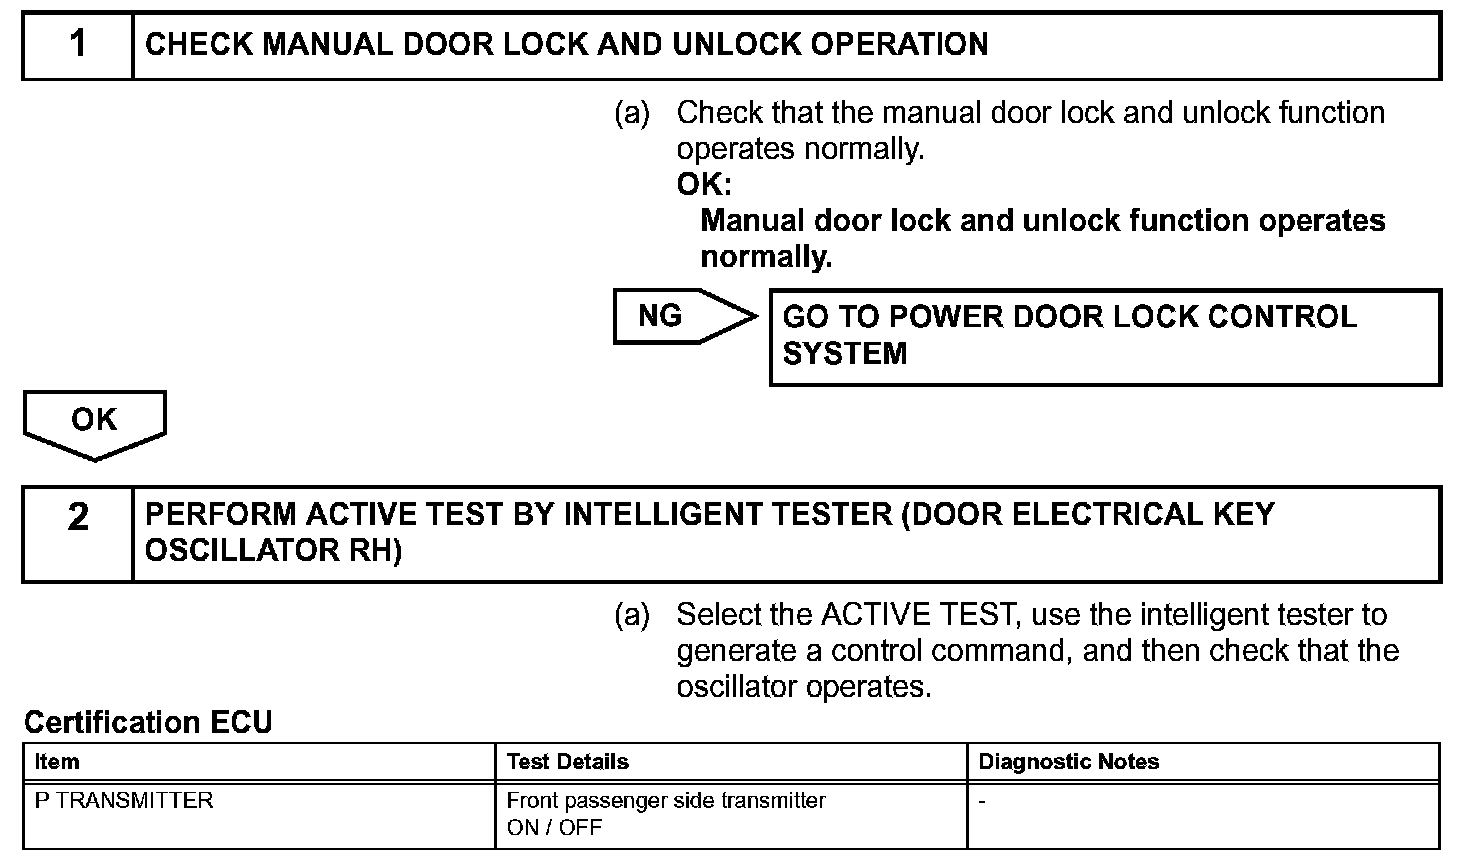 1 CHECK MANUAL DOOR LOCK AND UNLOCK OPERATION
(a) Check that the manual door lock and unlock function
operates normally.
OK:
Manual door lock and unlock function operates
normally.
NG
GO TO POWER DOOR LOCK CONTROL
SYSTEM
OK
2 PERFORM ACTIVE TEST BY INTELLIGENT TESTER (DOOR ELECTRICAL KEY
OSCILLATOR RH)
(a) Select the ACTIVE TEST, use the intelligent tester to
generate a control command, and then check that the
oscillator operates.
Certification ECU
Item Test Details Diagnostic Notes
P TRANSMITTER Front passenger side transmitter -
ON / OFF